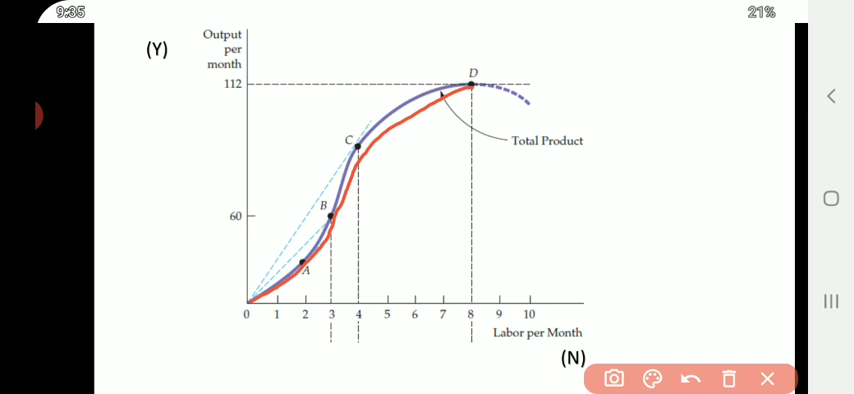 9:35
21%
(Y)
Output
per
month
112
D
C
Total Product
B
60
A
0 1 2 3 4 5 6 7 8 9 10
Labor per Month
(N)